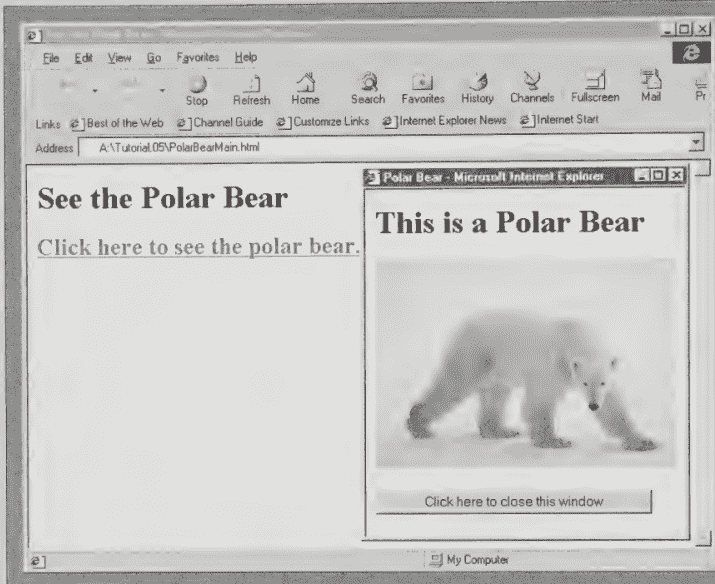 File Edit View Go Favorites Help
Stop Refresh Home Search Favorites History Channels Fullscreen Mail Pr
Links Best of the Web Channel Guide Customize Links Internet Explorer News Internet Start
Address A:\Tutorial.05\PolarBearMain.html
Polar Bear - Microsoft Internet Explorer
See the Polar Bear
Click here to see the polar bear.
This is a Polar Bear
Click here to close this window
My Computer